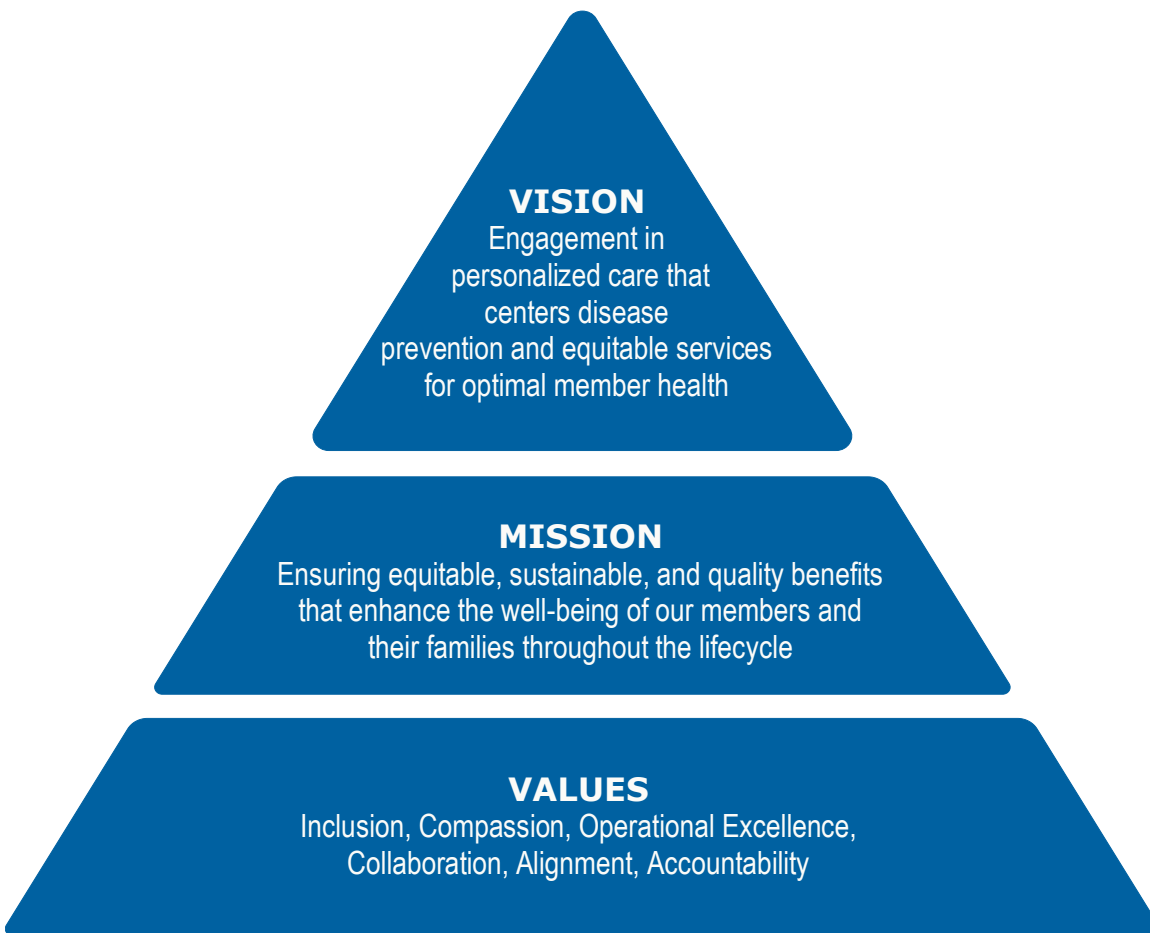 VISION
Engagement in
personalized care that
centers disease
prevention and equitable services
for optimal member health
MISSION
Ensuring equitable, sustainable, and quality benefits
that enhance the well-being of our members and
their families throughout the lifecycle
VALUES
Inclusion, Compassion, Operational Excellence,
Collaboration, Alignment, Accountability